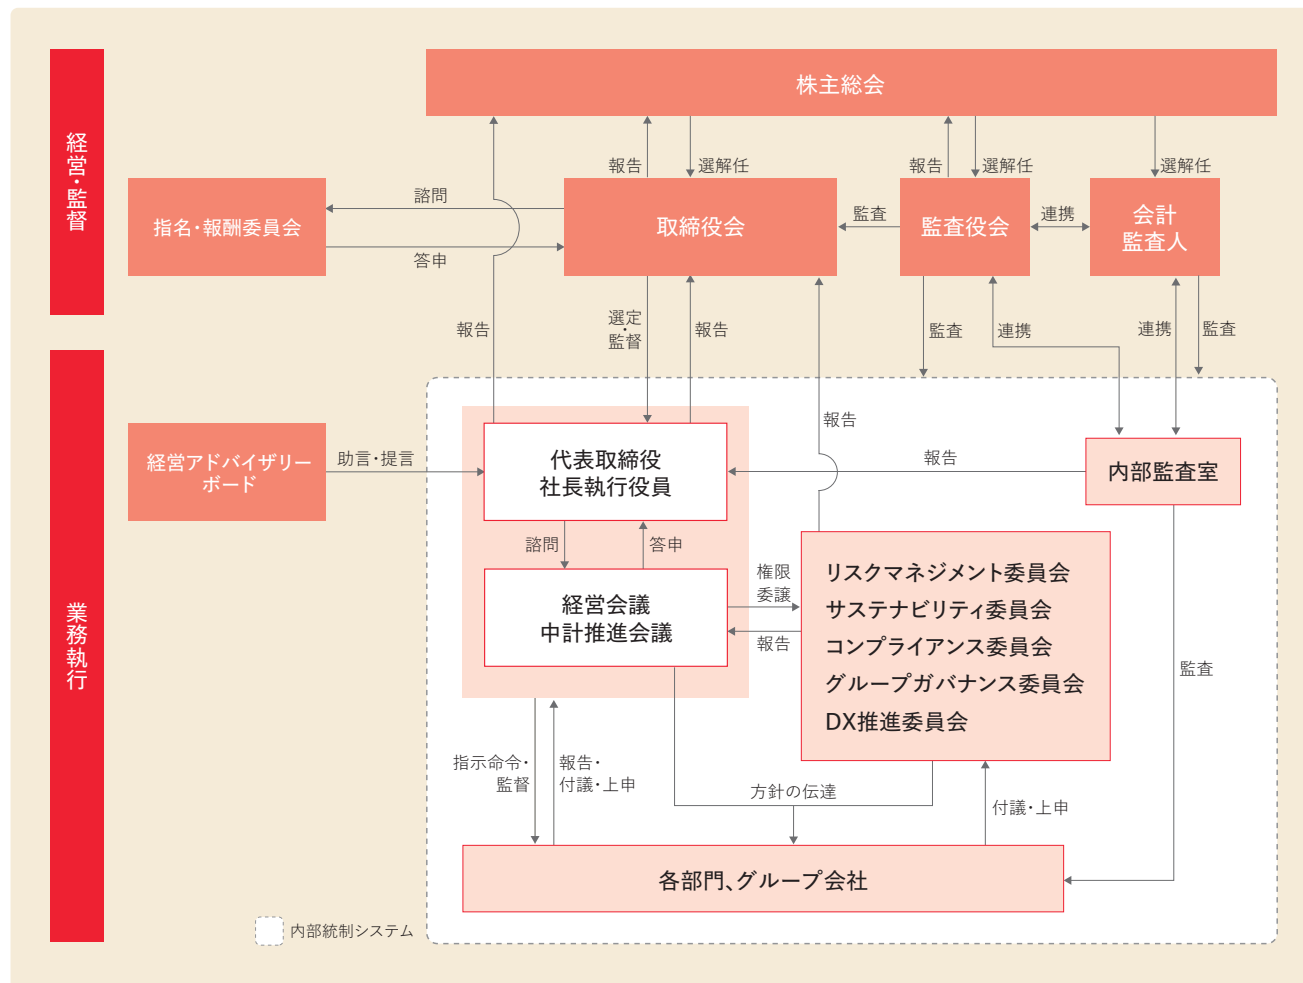 経営・監督
株主総会
報告
選解任
報告
選解任
選解任
指名・報酬委員会
諮問
答申
取締役会
監査
監査役会
連携
会計
監査人
報告
選定
・
監督
報告
監査
連携
連携
監査
業務執行
経営アドバイザリー
ボード
助言・提言
代表取締役
社長執行役員
報告
報告
内部監査室
諮問
答申
経営会議
中計推進会議
権限
委譲
報告
リスクマネジメント委員会
サステナビリティ委員会
コンプライアンス委員会
グループガバナンス委員会
DX推進委員会
監査
指示命令・
監督
報告・
付議・上申
方針の伝達
付議・上申
各部門、グループ会社
内部統制システム